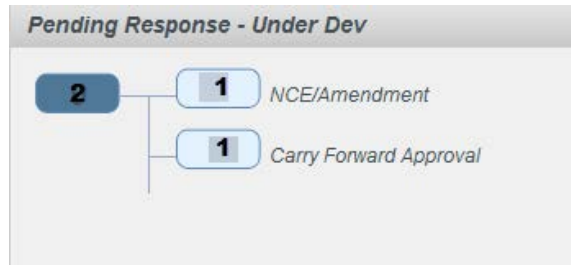 Pending Response - Under Dev
2
1 NCE/Amendment
1 Carry Forward Approval